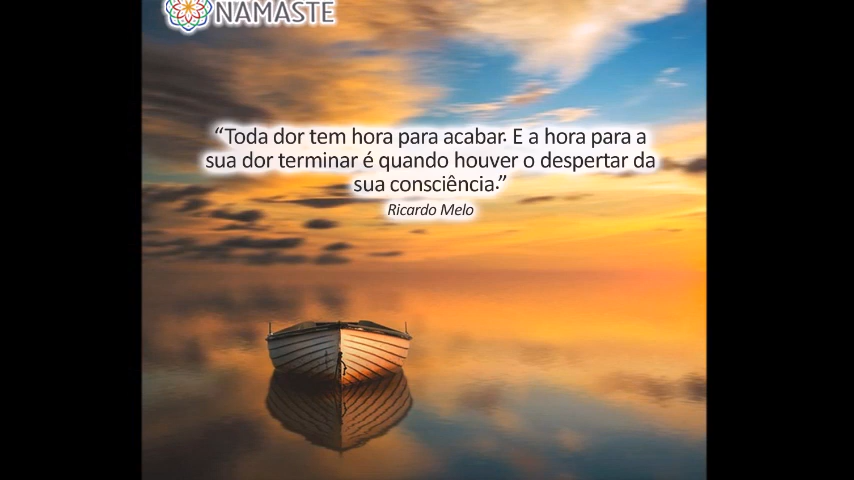 NAMASTE
“Toda dor tem hora para acabar. E a hora para a
sua dor terminar é quando houver o despertar da
sua consciência.”
Ricardo Melo